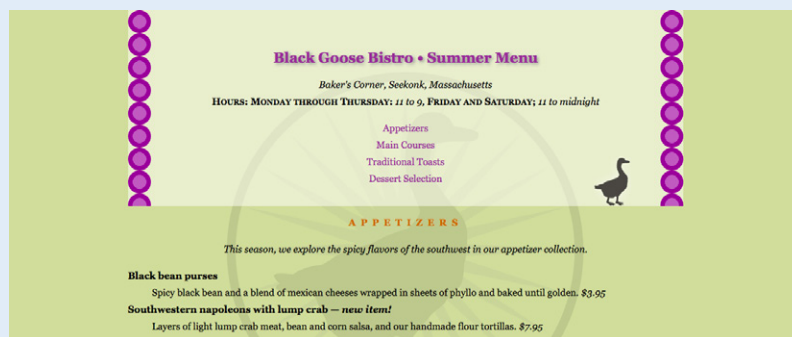 Black Goose Bistro • Summer Menu
Baker's Corner, Seekonk, Massachusetts
HOURS: MONDAY THROUGH THURSDAY: 11 to 9, FRIDAY AND SATURDAY; 11 to midnight
Appetizers
Main Courses
Traditional Toasts
Dessert Selection
APPETIZERS
This season, we explore the spicy flavors of the southwest in our appetizer collection.
Black bean purses
Spicy black bean and a blend of mexican cheeses wrapped in sheets of phyllo and baked until golden. $3.95
Southwestern napoleons with lump crab — new item!
Layers of light lump crab meat, bean and corn salsa, and our handmade flour tortillas. $7.95